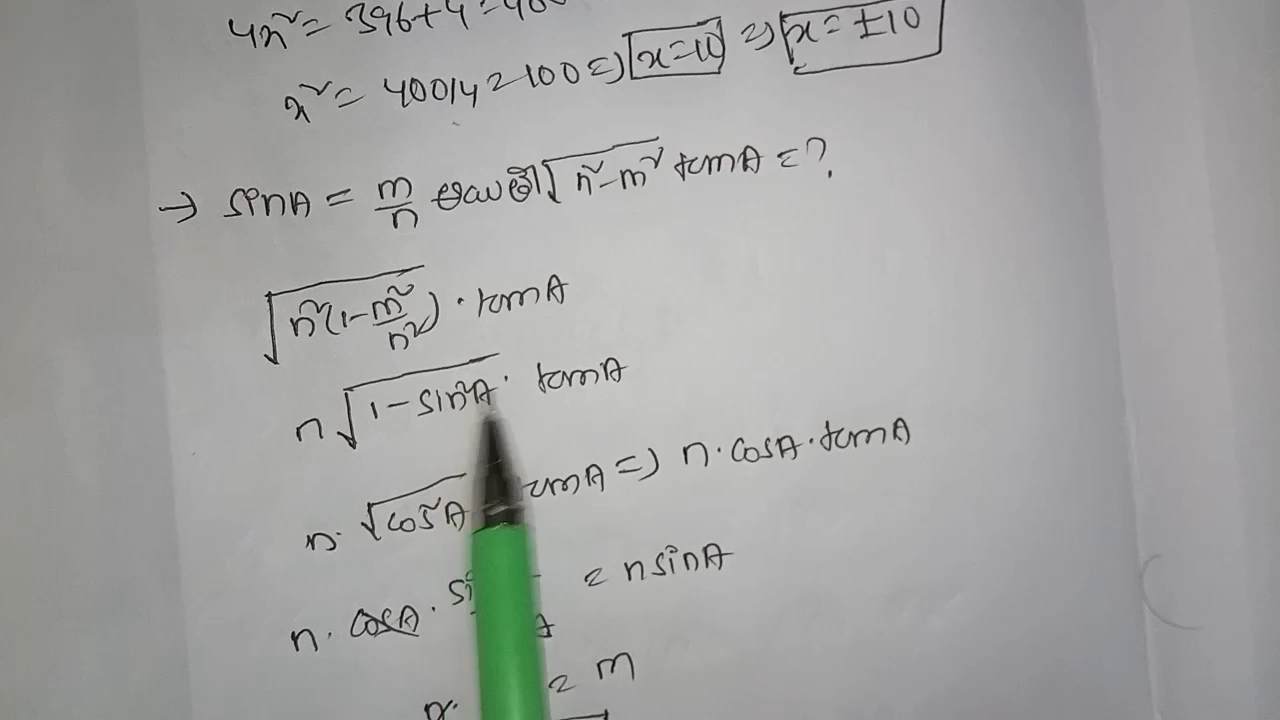 4x² = 396+4 = 400
x² = 400/4 = 100 ⇒ x=10 ⇒ x = ±10
→ sinA = m/n అయితే √n²-m² tanA = ?
√n²(1-m²/n²) · tanA
n√1-sin²A · tanA
n · √cos²A tanA ⇒ n·cosA·tanA
n · cosA · = nsinA
n · = m